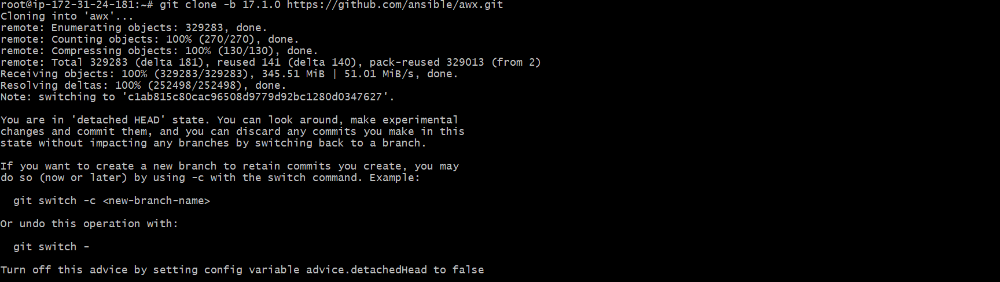 root@ip-172-31-24-181:~# git clone -b 17.1.0 https://github.com/ansible/awx.git
Cloning into 'awx'...
remote: Enumerating objects: 329283, done.
remote: Counting objects: 100% (270/270), done.
remote: Compressing objects: 100% (130/130), done.
remote: Total 329283 (delta 181), reused 141 (delta 140), pack-reused 329013 (from 2)
Receiving objects: 100% (329283/329283), 345.51 MiB | 51.01 MiB/s, done.
Resolving deltas: 100% (252498/252498), done.
Note: switching to 'c1ab815c80cac96508d9779d92bc1280d0347627'.

You are in 'detached HEAD' state. You can look around, make experimental
changes and commit them, and you can discard any commits you make in this
state without impacting any branches by switching back to a branch.

If you want to create a new branch to retain commits you create, you may
do so (now or later) by using -c with the switch command. Example:

  git switch -c <new-branch-name>

Or undo this operation with:

  git switch -

Turn off this advice by setting config variable advice.detachedHead to false